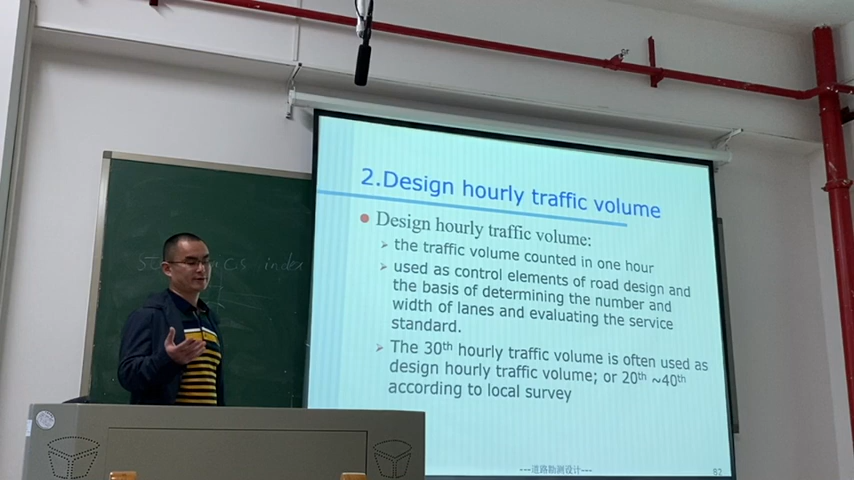 2.Design hourly traffic volume
Design hourly traffic volume:
the traffic volume counted in one hour
used as control elements of road design and
the basis of determining the number and
width of lanes and evaluating the service
standard.
The 30th hourly traffic volume is often used as
design hourly traffic volume; or 20th ~40th
according to local survey
---道路勘测设计---
82
index